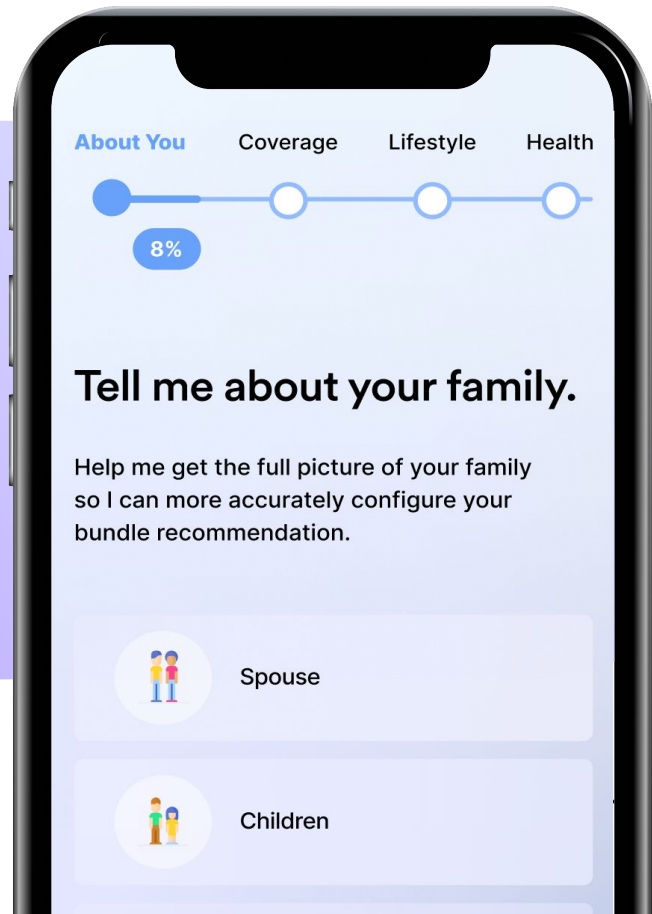 About You Coverage Lifestyle Health
8%
Tell me about your family.
Help me get the full picture of your family
so I can more accurately configure your
bundle recommendation.
Spouse
Children